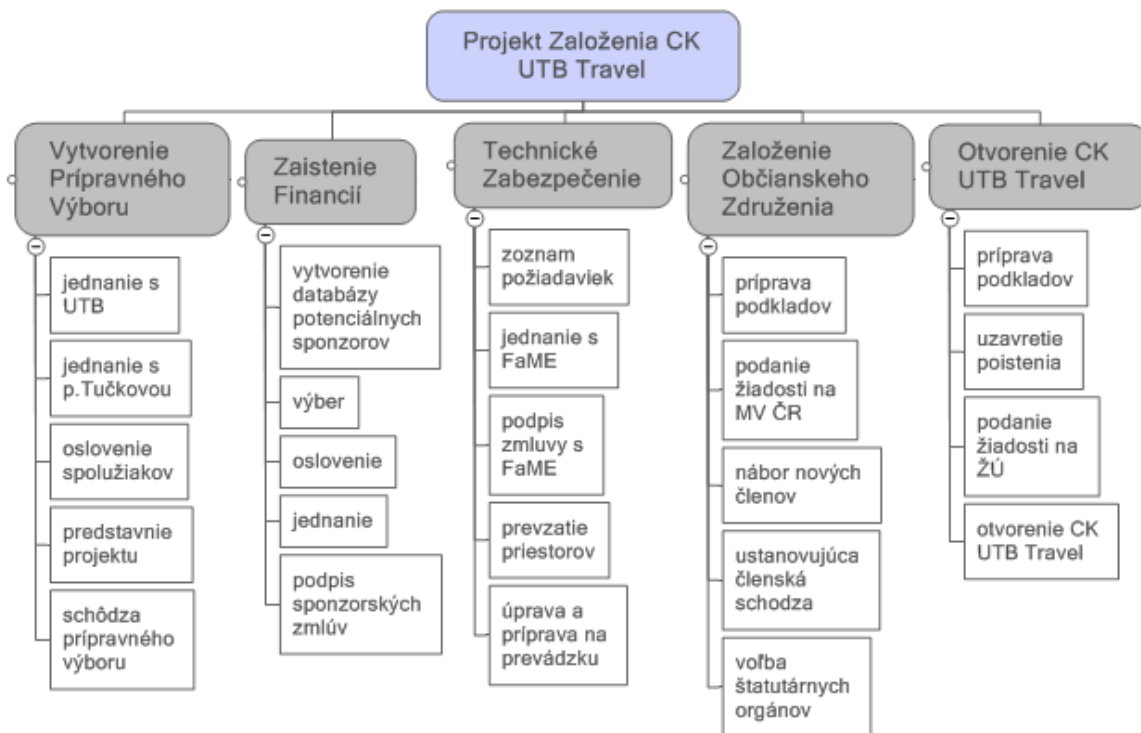 Projekt Založenia CK
UTB Travel
Vytvorenie
Prípravného
Výboru
jednanie s
UTB
jednanie s
p.Tučkovou
oslovenie
spolužiakov
predstavnie
projektu
schôdza
prípravného
výboru
Zaistenie
Financií
vytvorenie
databázy
potenciálnych
sponzorov
výber
oslovenie
jednanie
podpis
sponzorských
zmlúv
Technické
Zabezpečenie
zoznam
požiadaviek
jednanie s
FaME
podpis
zmluvy s
FaME
prevzatie
priestorov
úprava a
príprava na
prevádzku
Založenie
Občianskeho
Združenia
príprava
podkladov
podanie
žiadosti na
MV ČR
nábor nových
členov
ustanovujúca
členská
schodza
voľba
štatutárnych
orgánov
Otvorenie CK
UTB Travel
príprava
podkladov
uzavretie
poistenia
podanie
žiadosti na
ŽÚ
otvorenie CK
UTB Travel